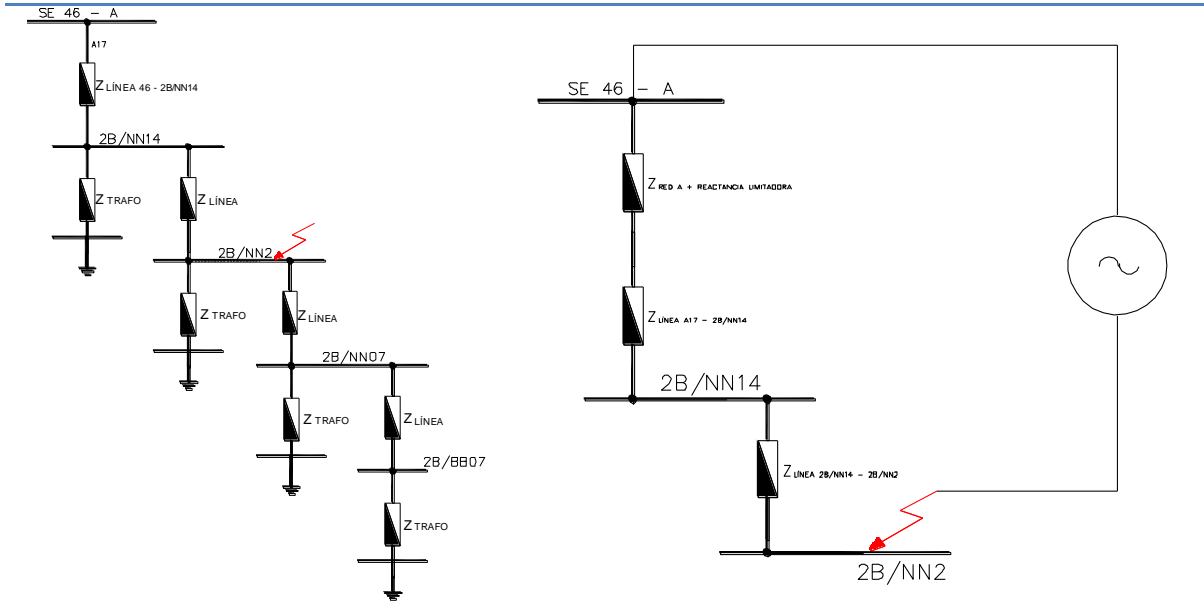 SE 46 - A
A17
Z LÍNEA 46 - 2B/NN14
2B/NN14
Z TRAFO
Z LÍNEA
2B/NN2
Z TRAFO
Z LÍNEA
2B/NN07
Z TRAFO
Z LÍNEA
2B/BB07
Z TRAFO
SE 46 - A
Z RED A + REACTANCIA LIMITADORA
Z LÍNEA A17 - 2B/NN14
2B/NN14
Z LÍNEA 2B/NN14 - 2B/NN2
2B/NN2